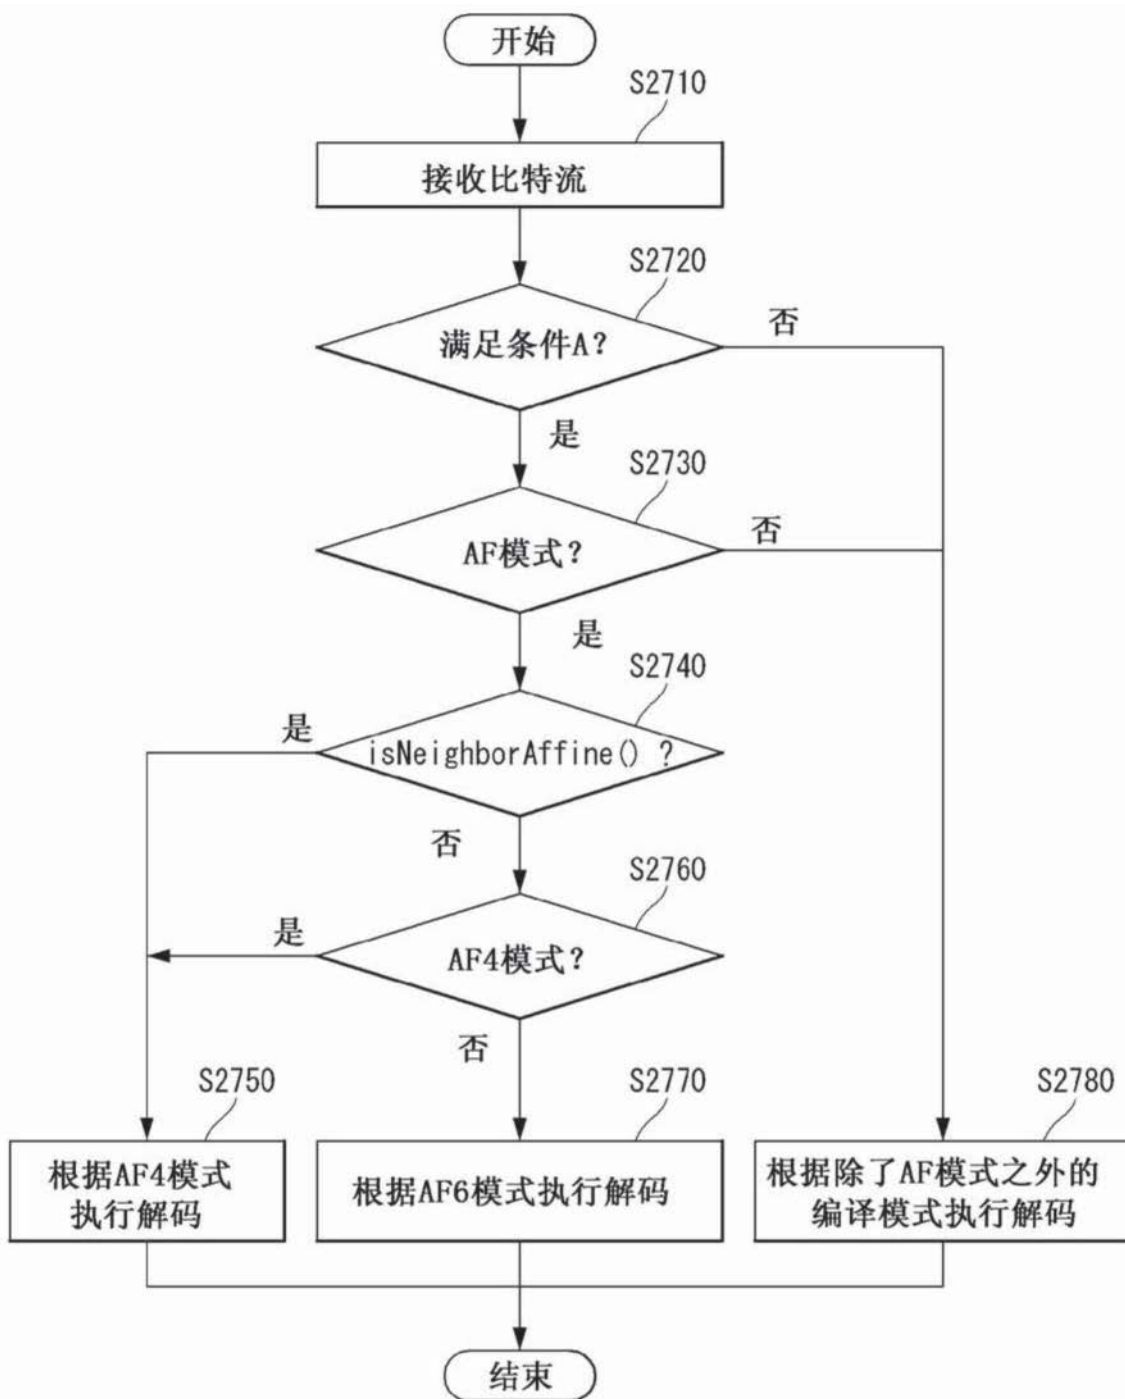 开始
S2710
接收比特流
S2720
满足条件A？
否
是
S2730
AF模式？
否
是
S2740
isNeighborAffine() ?
是
否
S2760
AF4模式？
是
否
S2750
根据AF4模式
执行解码
S2770
根据AF6模式执行解码
S2780
根据除了AF模式之外的
编译模式执行解码
结束